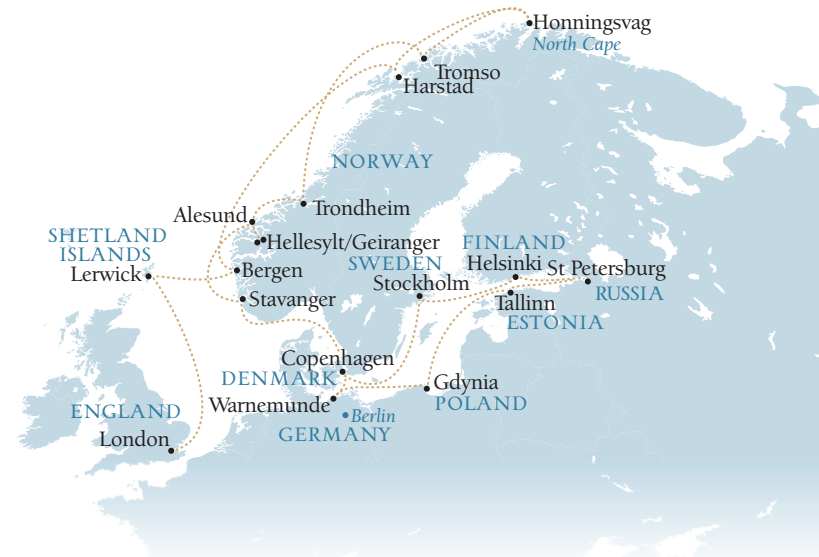 Honningsvag
North Cape
Tromso
Harstad
NORWAY
Trondheim
Alesund
SHETLAND
ISLANDS
Lerwick
Hellesylt/Geiranger
Bergen
Stavanger
SWEDEN
Stockholm
FINLAND
Helsinki
St Petersburg
RUSSIA
Tallinn
ESTONIA
Copenhagen
DENMARK
Warnemunde
Berlin
GERMANY
Gdynia
POLAND
ENGLAND
London